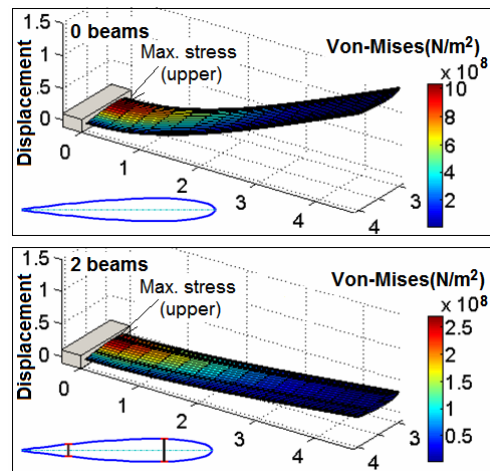 0 beams
Von-Mises(N/m²)
Max. stress
(upper)
x 10⁸
Displacement
1.5
1
0.5
0
0
1
2
3
4
4
3
10
8
6
4
2
2 beams
Von-Mises(N/m²)
Max. stress
(upper)
x 10⁸
Displacement
1.5
1
0.5
0
0
1
2
3
4
4
3
2.5
2
1.5
1
0.5